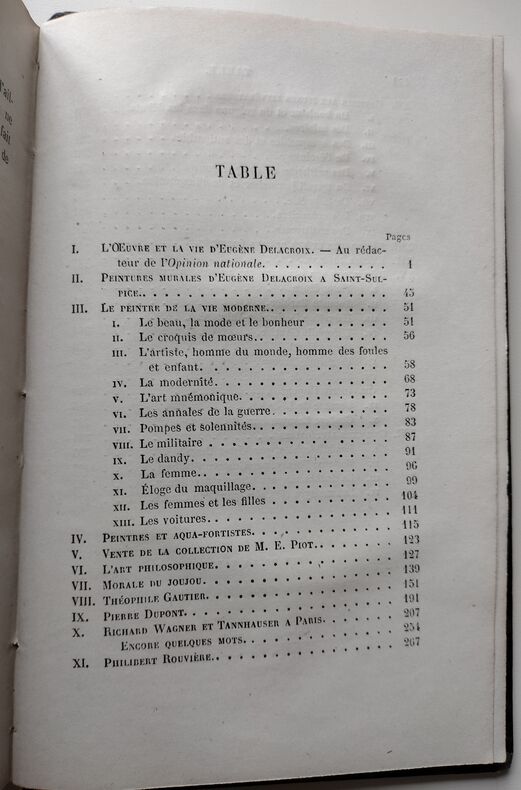 l'ait-
ne
fait
de
TABLE
Pages
I. L'ŒUVRE ET LA VIE D'EUGÈNE DELACROIX. — Au rédac-
teur de l'Opinion nationale. . . . . . . . . . . 1
II. PEINTURES MURALES D'EUGÈNE DELACROIX A SAINT-SUL-
PICE. . . . . . . . . . . . . . . . . . 45
III. LE PEINTRE DE LA VIE MODERNE. . . . . . . . . . 51
I. Le beau, la mode et le bonheur . . . . . . . 51
II. Le croquis de mœurs. . . . . . . . . . . 56
III. L'artiste, homme du monde, homme des foules
et enfant. . . . . . . . . . . . . . . 58
IV. La modernité. . . . . . . . . . . . . . 68
V. L'art mnémonique. . . . . . . . . . . . 73
VI. Les annales de la guerre. . . . . . . . . . 78
VII. Pompes et solennités. . . . . . . . . . . 83
VIII. Le militaire . . . . . . . . . . . . . . 87
IX. Le dandy. . . . . . . . . . . . . . . 91
X. La femme. . . . . . . . . . . . . . . 96
XI. Éloge du maquillage. . . . . . . . . . . 99
XII. Les femmes et les filles . . . . . . . . . . 104
XIII. Les voitures. . . . . . . . . . . . . . 111
IV. PEINTRES ET AQUA-FORTISTES. . . . . . . . . . . 115
V. VENTE DE LA COLLECTION DE M. E. PIOT. . . . . . . . 123
VI. L'ART PHILOSOPHIQUE. . . . . . . . . . . . . 127
VII. MORALE DU JOUJOU. . . . . . . . . . . . . . 139
VIII. THÉOPHILE GAUTIER. . . . . . . . . . . . . . 151
IX. PIERRE DUPONT. . . . . . . . . . . . . . . 191
X. RICHARD WAGNER ET TANNHAUSER A PARIS. . . . . . . 207
ENCORE QUELQUES MOTS. . . . . . . . . . . . 254
XI. PHILIBERT ROUVIÈRE. . . . . . . . . . . . . . 267